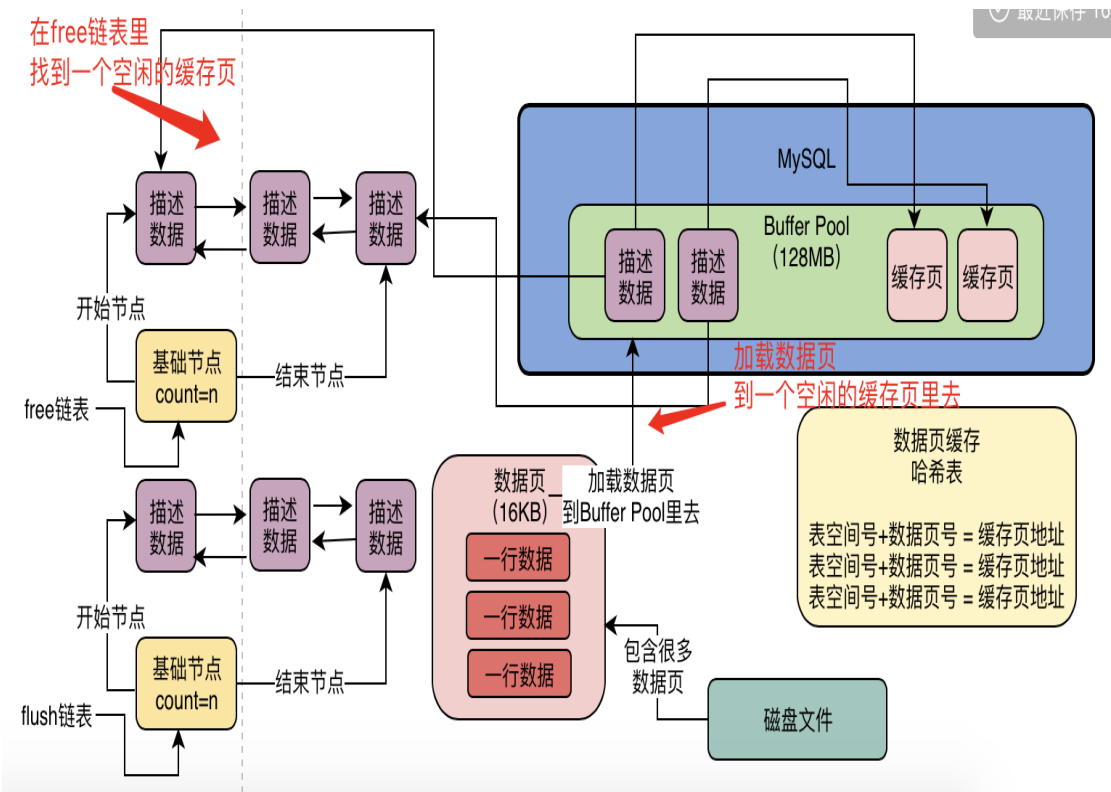 最近保存 10
在free链表里
找到一个空闲的缓存页
MySQL
Buffer Pool
(128MB)
描述
数据
描述
数据
描述
数据
描述
数据
描述
数据
缓存页
缓存页
开始节点
基础节点
count=n
结束节点
free链表
加载数据页
到一个空闲的缓存页里去
数据页缓存
哈希表
表空间号+数据页号 = 缓存页地址
表空间号+数据页号 = 缓存页地址
表空间号+数据页号 = 缓存页地址
数据页
(16KB)
加载数据页
到Buffer Pool里去
一行数据
一行数据
一行数据
描述
数据
描述
数据
描述
数据
开始节点
基础节点
count=n
结束节点
flush链表
包含很多
数据页
磁盘文件